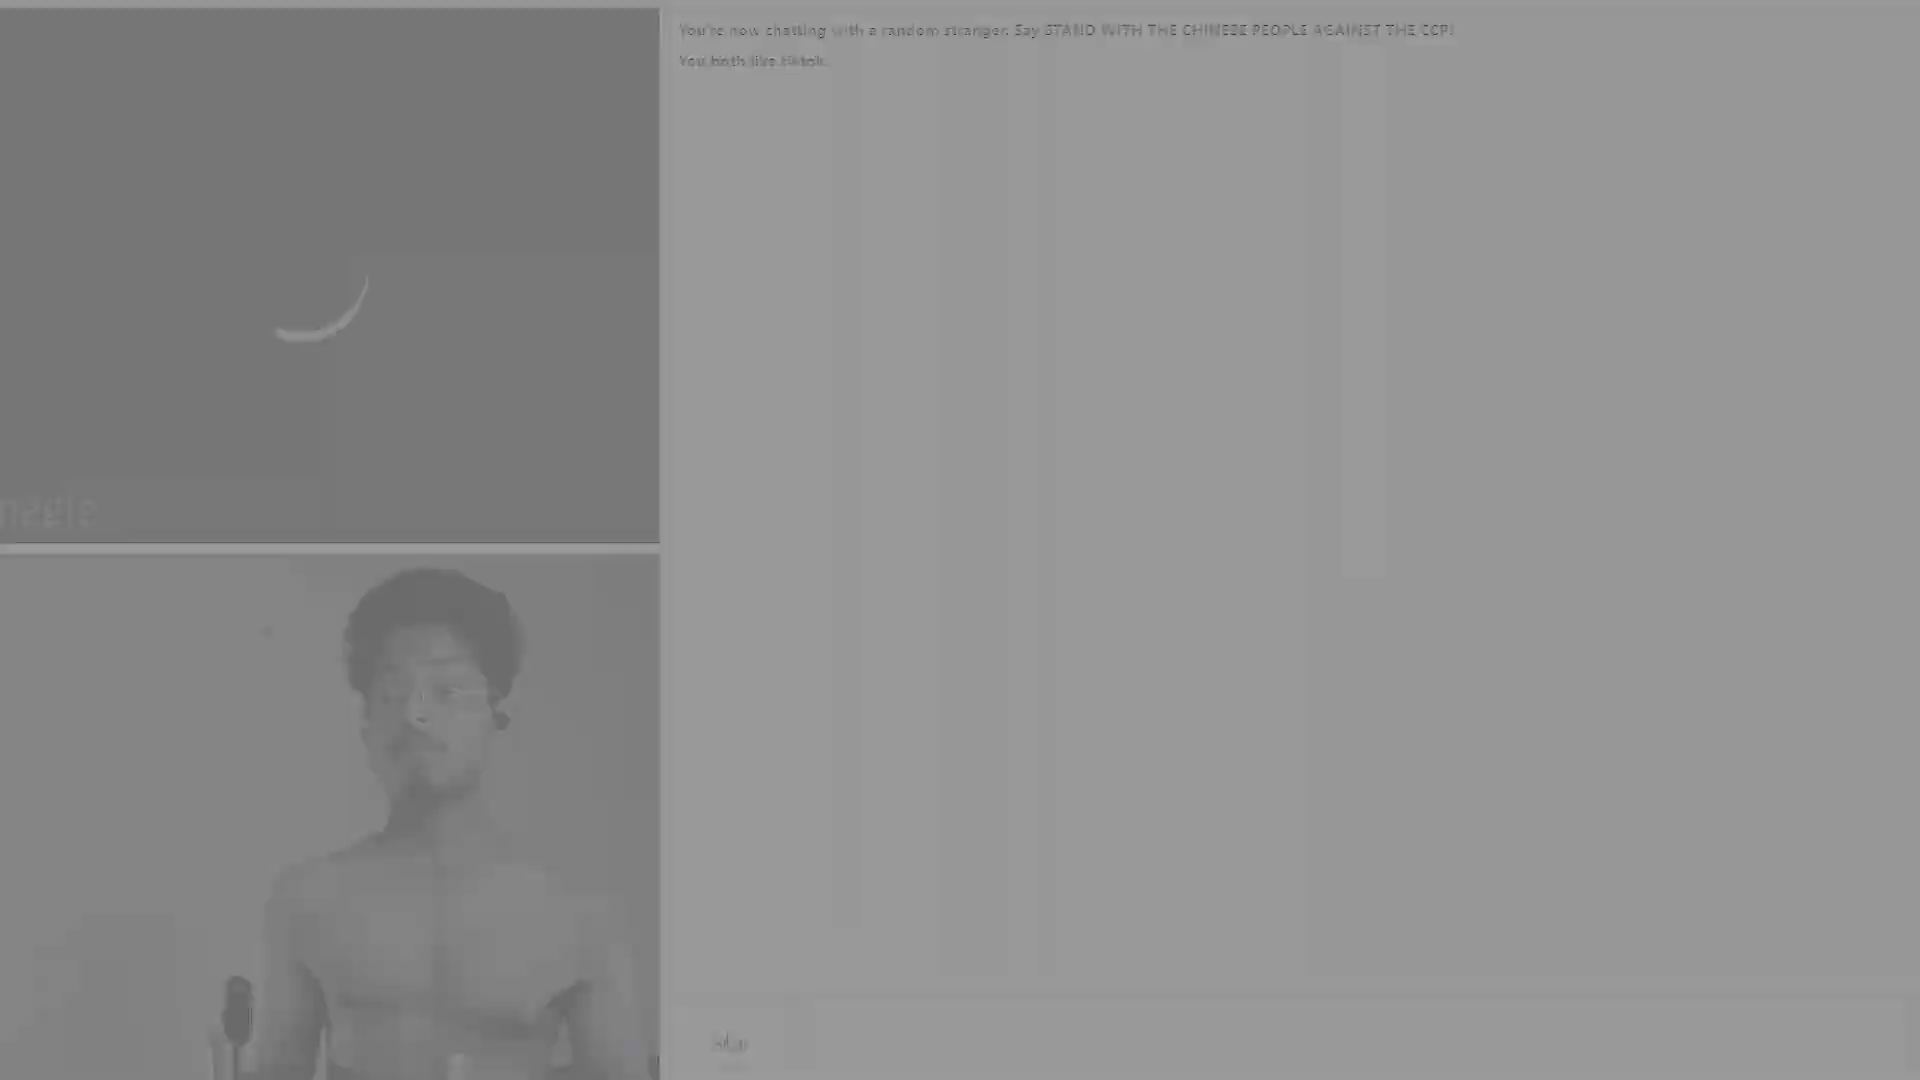 You're now chatting with a random stranger. Say STAND WITH THE CHINESE PEOPLE AGAINST THE CCP!
You both like tiktok.